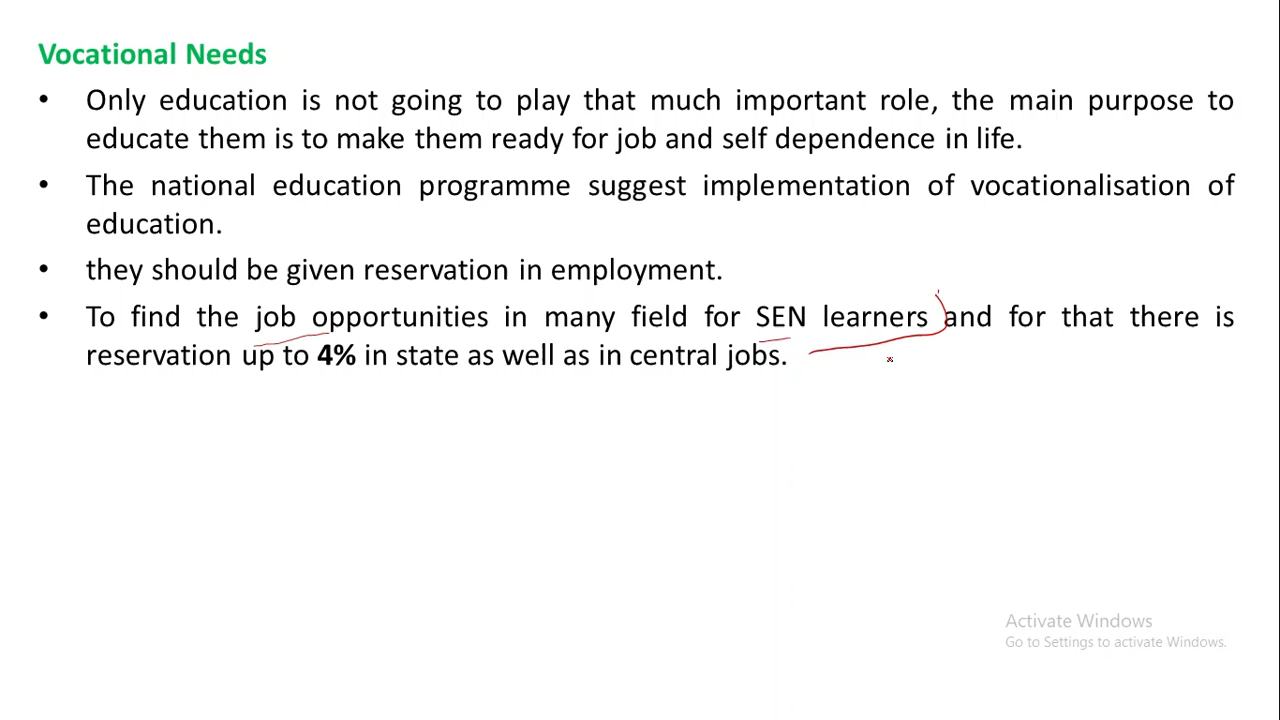 Vocational Needs
• Only education is not going to play that much important role, the main purpose to
educate them is to make them ready for job and self dependence in life.
• The national education programme suggest implementation of vocationalisation of
education.
• they should be given reservation in employment.
• To find the job opportunities in many field for SEN learners and for that there is
reservation up to 4% in state as well as in central jobs.
Activate Windows
Go to Settings to activate Windows.